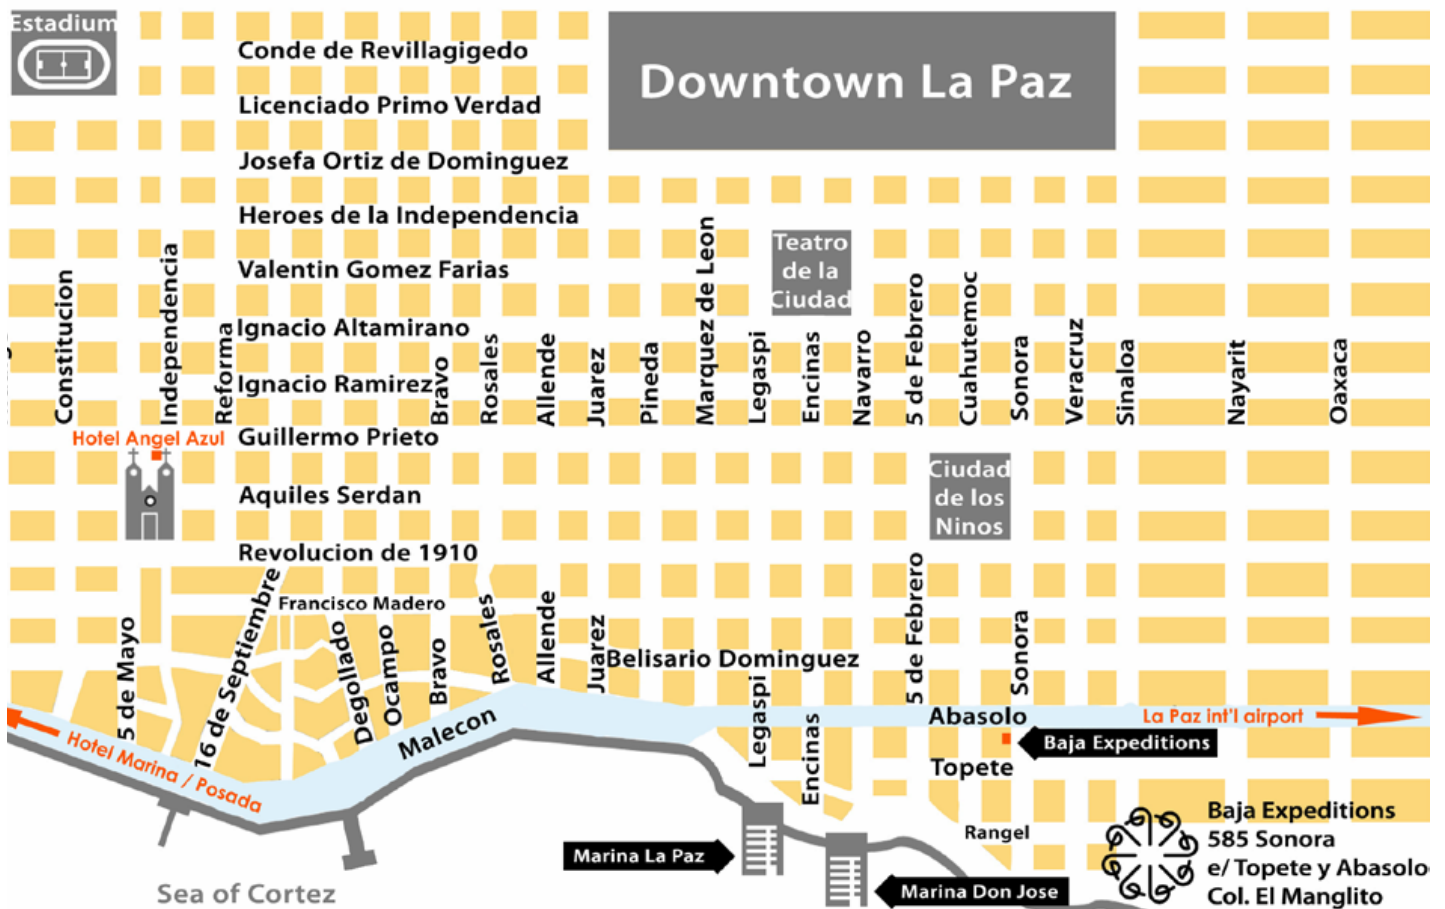 Estadium
Conde de Revillagigedo
Downtown La Paz
Licenciado Primo Verdad
Josefa Ortiz de Dominguez
Heroes de la Independencia
Teatro
de la
Ciudad
Valentin Gomez Farias
Ignacio Altamirano
Ignacio Ramirez
Constitucion
Independencia
Reforma
Bravo
Rosales
Allende
Juarez
Pineda
Marquez de Leon
Legaspi
Encinas
Navarro
5 de Febrero
Cuahutemoc
Sonora
Veracruz
Sinaloa
Nayarit
Oaxaca
Hotel Angel Azul
Guillermo Prieto
Aquiles Serdan
Ciudad
de los
Ninos
Revolucion de 1910
Francisco Madero
5 de Mayo
16 de Septiembre
Degollado
Ocampo
Bravo
Rosales
Allende
Juarez
Belisario Dominguez
Legaspi
Encinas
5 de Febrero
Sonora
Malecon
Abasolo
La Paz int'l airport
Hotel Marina / Posada
Baja Expeditions
Topete
Rangel
Marina La Paz
Marina Don Jose
Sea of Cortez
Baja Expeditions
585 Sonora
e/ Topete y Abasolo
Col. El Manglito